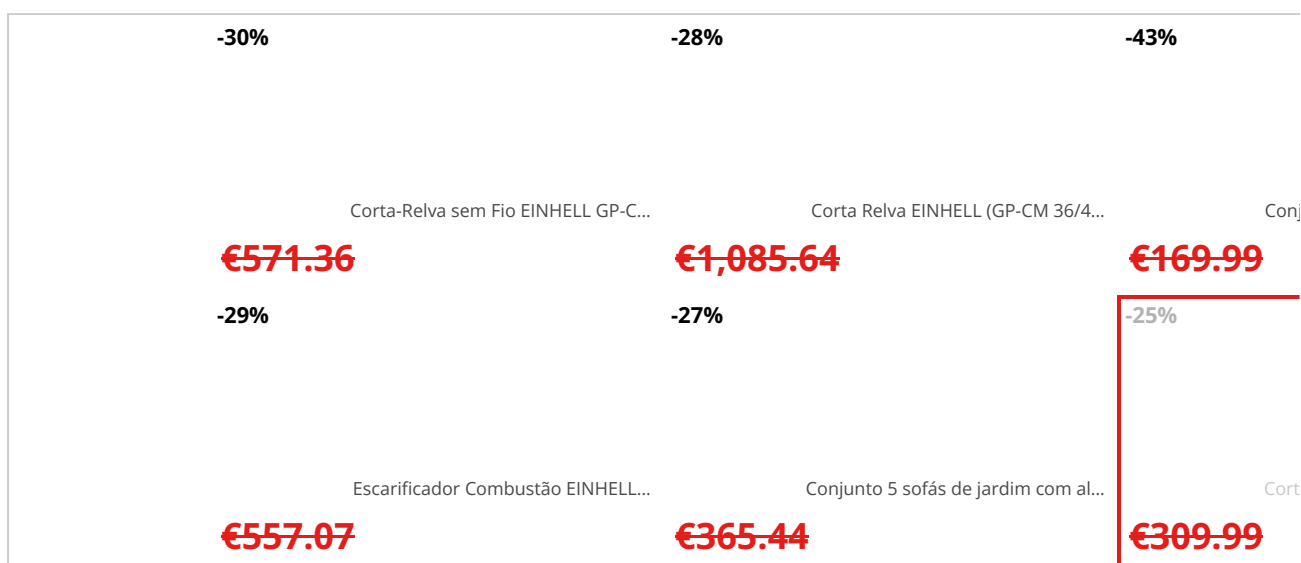 -30% -28% -43%
Corta-Relva sem Fio EINHELL GP-C... Corta Relva EINHELL (GP-CM 36/4... Conj
€571.36 €1,085.64 €169.99
-29% -27% -25%
Escarificador Combustão EINHELL... Conjunto 5 sofás de jardim com al... Cort
€557.07 €365.44 €309.99